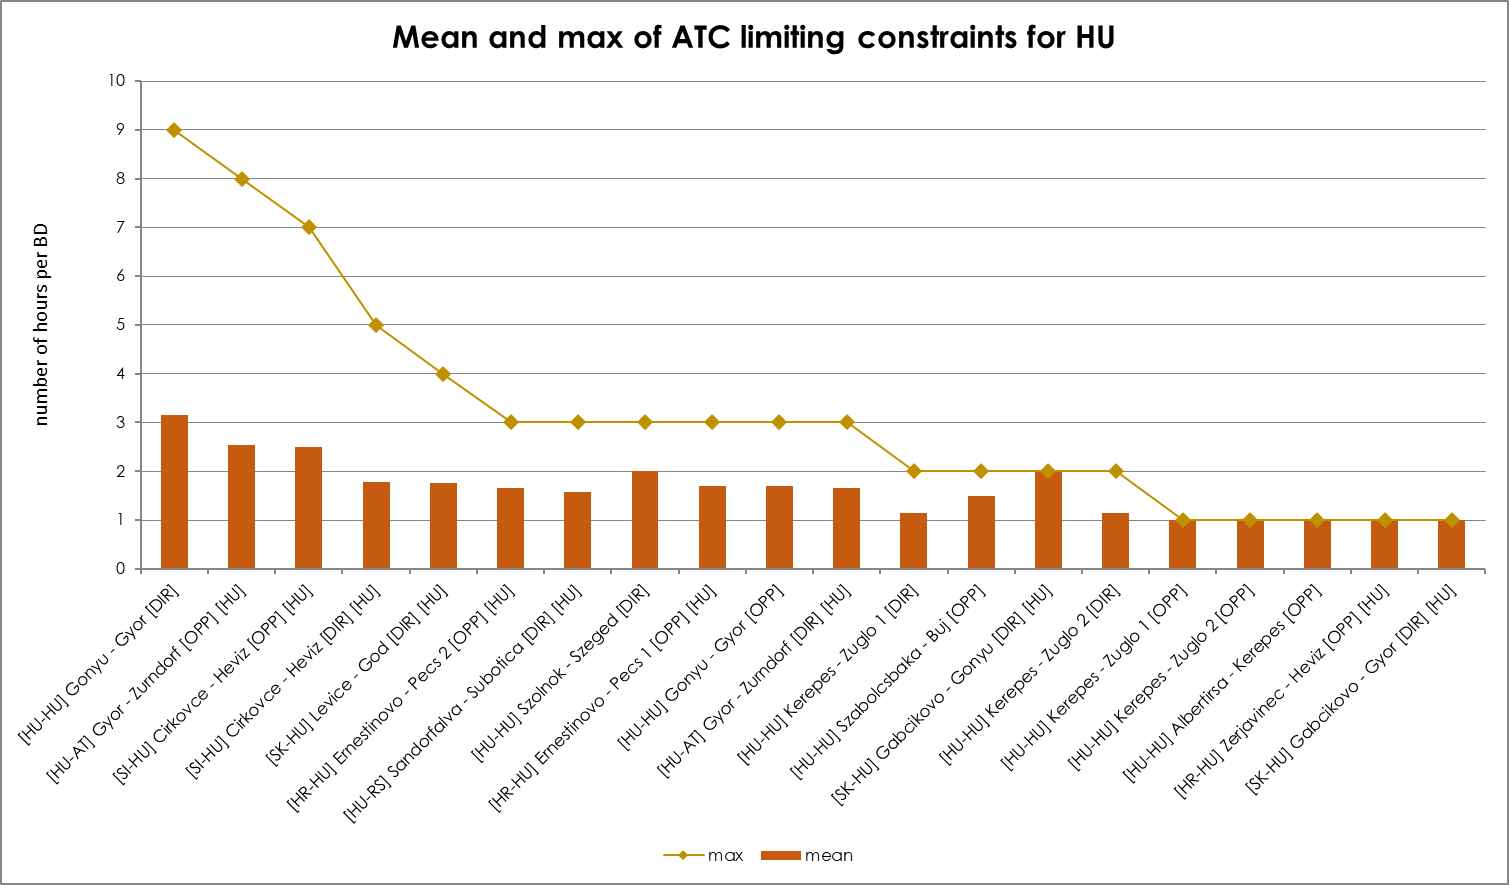 Mean and max of ATC limiting constraints for HU
number of hours per BD
10
9
8
7
6
5
4
3
2
1
0
[HU-HU] Gonyu - Gyor [DIR]
[HU-AT] Gyor - Zurndorf [OPP] [HU]
[SI-HU] Cirkovce - Heviz [OPP] [HU]
[SI-HU] Cirkovce - Heviz [DIR] [HU]
[SK-HU] Levice - God [DIR] [HU]
[HR-HU] Ernestinovo - Pecs 2 [OPP] [HU]
[HU-RS] Sandorfalva - Subotica [DIR] [HU]
[HU-HU] Szolnok - Szeged [DIR]
[HR-HU] Ernestinovo - Pecs 1 [OPP] [HU]
[HU-HU] Gonyu - Gyor [OPP]
[HU-AT] Gyor - Zurndorf [DIR] [HU]
[HU-HU] Kerepes - Zuglo 1 [DIR]
[HU-HU] Szabolcsbaka - Buj [OPP]
[SK-HU] Gabcikovo - Gonyu [DIR] [HU]
[HU-HU] Kerepes - Zuglo 2 [DIR]
[HU-HU] Kerepes - Zuglo 1 [OPP]
[HU-HU] Kerepes - Zuglo 2 [OPP]
[HU-HU] Albertirsa - Kerepes [OPP]
[HR-HU] Zerjavinec - Heviz [OPP] [HU]
[SK-HU] Gabcikovo - Gyor [DIR] [HU]
max mean